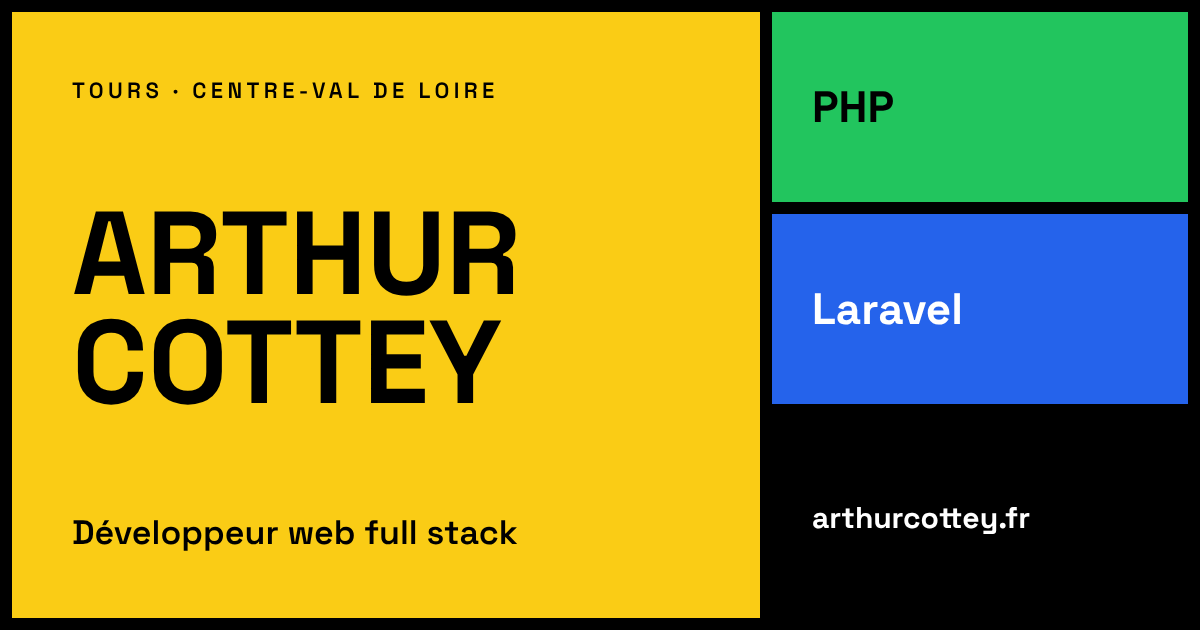 TOURS · CENTRE-VAL DE LOIRE
ARTHUR
COTTEY
Développeur web full stack
PHP
Laravel
arthurcottey.fr